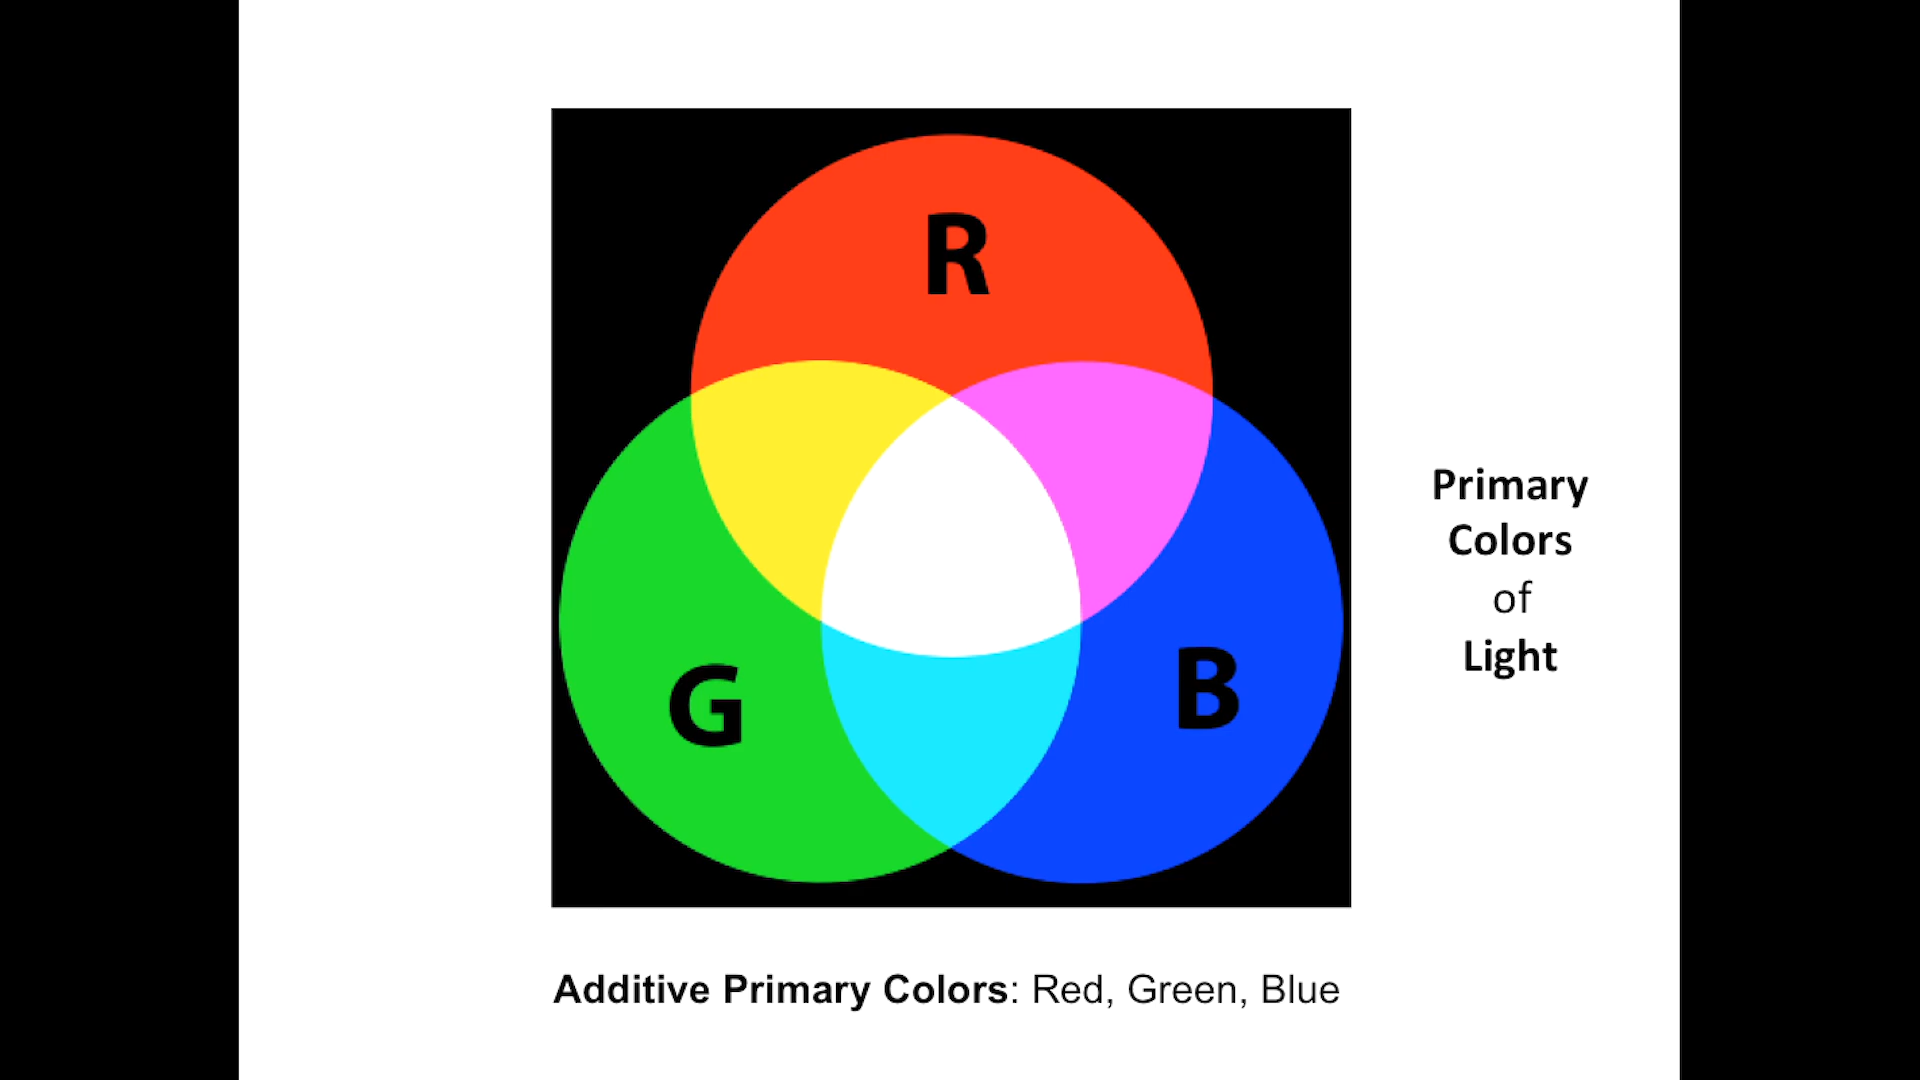 R
G
B
Primary
Colors
of
Light
Additive Primary Colors: Red, Green, Blue